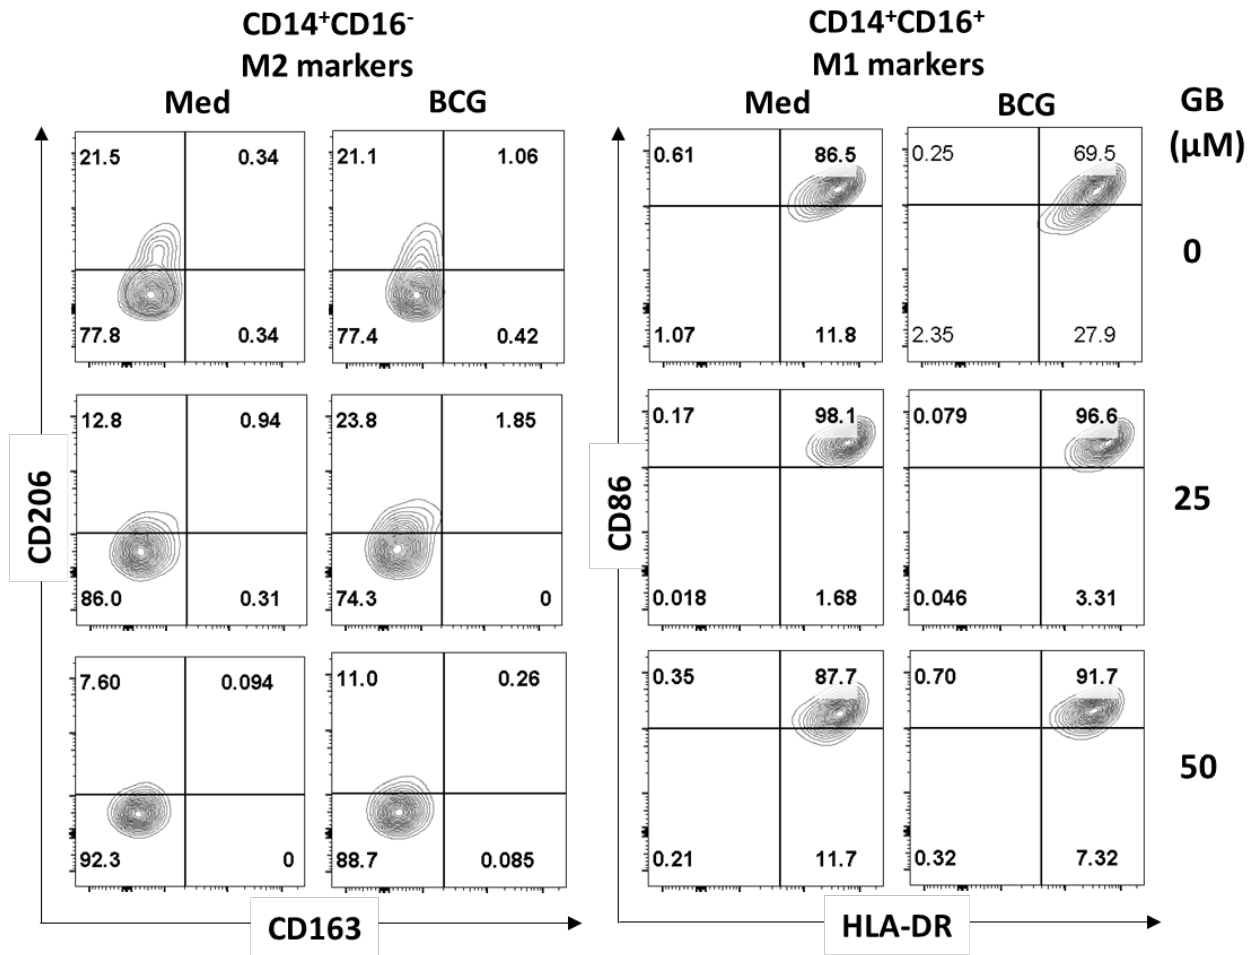 CD14⁺CD16⁻
M2 markers
CD14⁺CD16⁺
M1 markers
Med
BCG
Med
BCG
GB
(μM)
21.5 0.34
77.8 0.34
21.1 1.06
77.4 0.42
0.61 86.5
1.07 11.8
0.25 69.5
2.35 27.9
0
12.8 0.94
86.0 0.31
23.8 1.85
74.3 0
0.17 98.1
0.018 1.68
0.079 96.6
0.046 3.31
25
7.60 0.094
92.3 0
11.0 0.26
88.7 0.085
0.35 87.7
0.21 11.7
0.70 91.7
0.32 7.32
50
CD206
CD163
CD86
HLA-DR